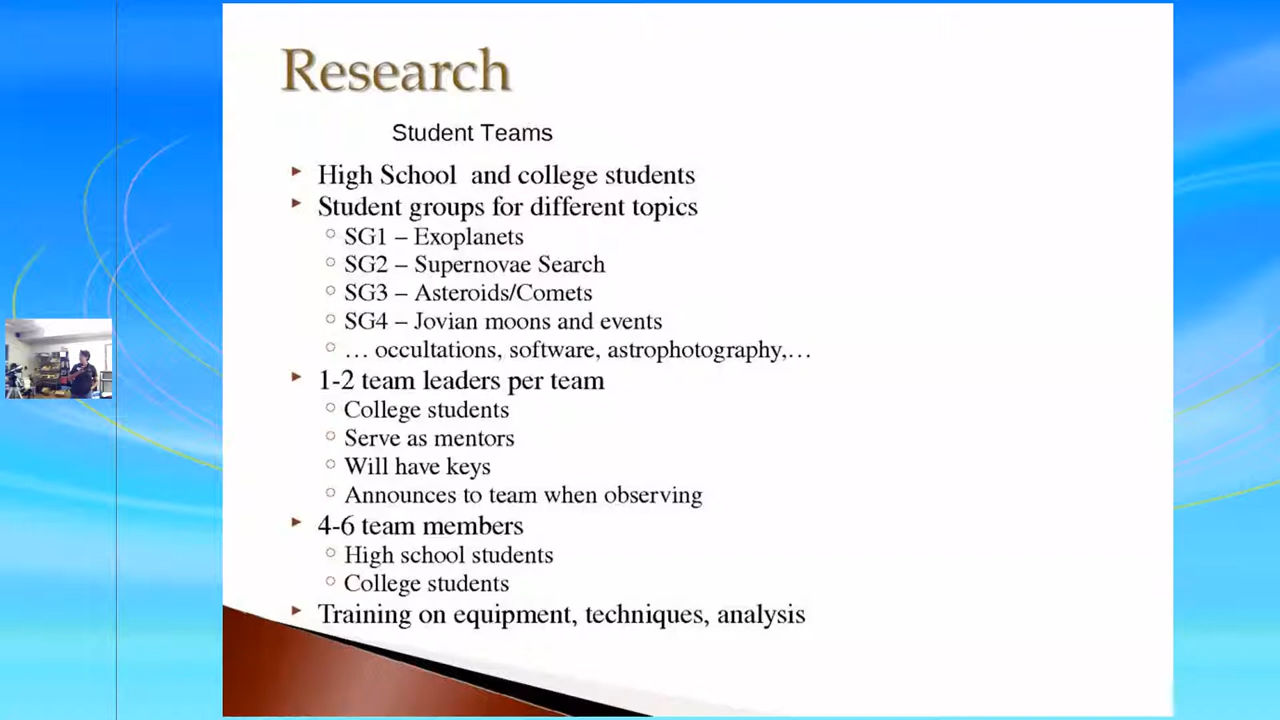 Research
Student Teams
High School and college students
Student groups for different topics
SG1 – Exoplanets
SG2 – Supernovae Search
SG3 – Asteroids/Comets
SG4 – Jovian moons and events
… occultations, software, astrophotography,…
1-2 team leaders per team
College students
Serve as mentors
Will have keys
Announces to team when observing
4-6 team members
High school students
College students
Training on equipment, techniques, analysis